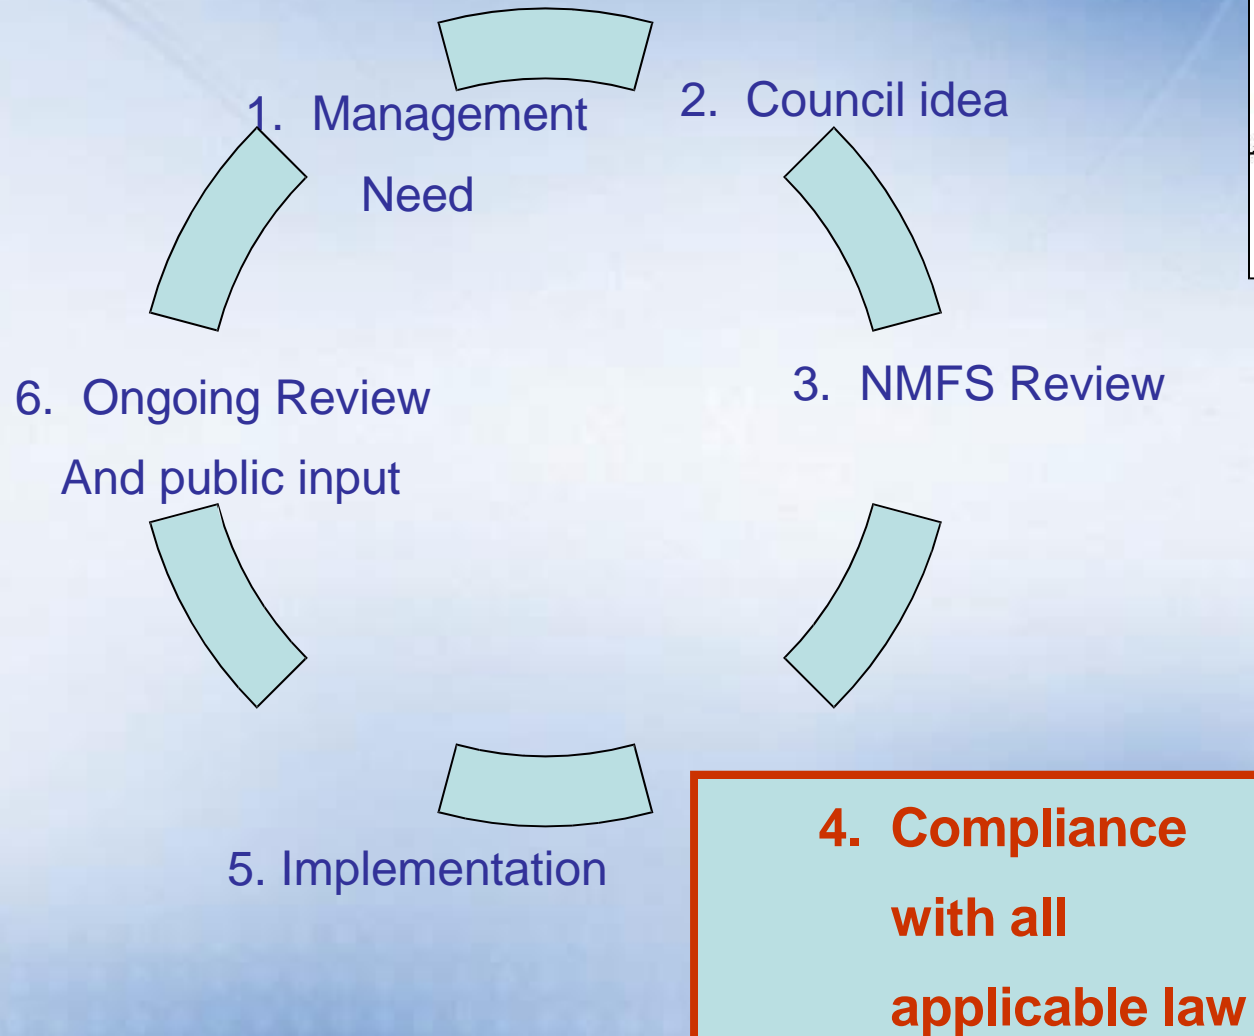 1. Management
Need
2. Council idea
3. NMFS Review
4. Compliance
with all
applicable law
5. Implementation
6. Ongoing Review
And public input